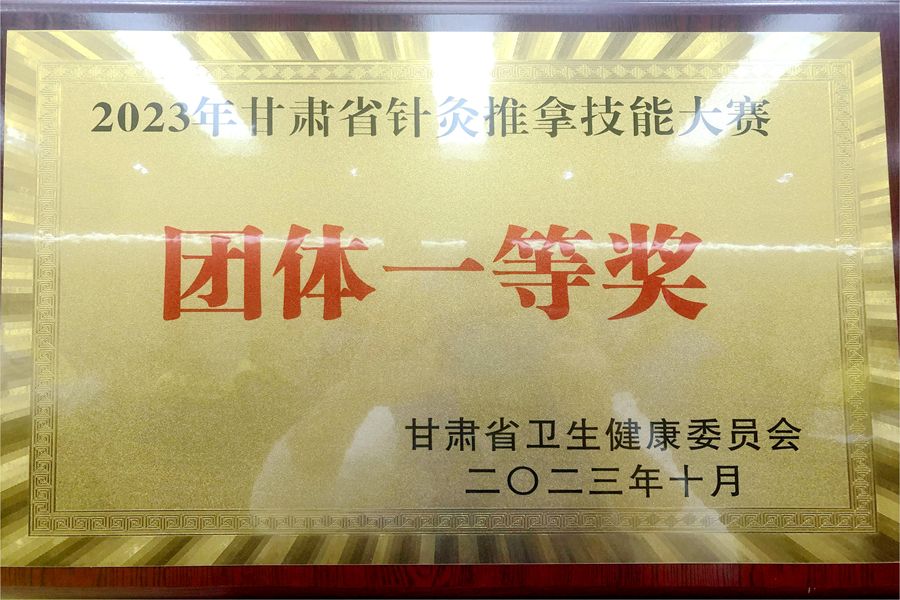 2023年甘肃省针灸推拿技能大赛
团体一等奖
甘肃省卫生健康委员会
二〇二三年十月